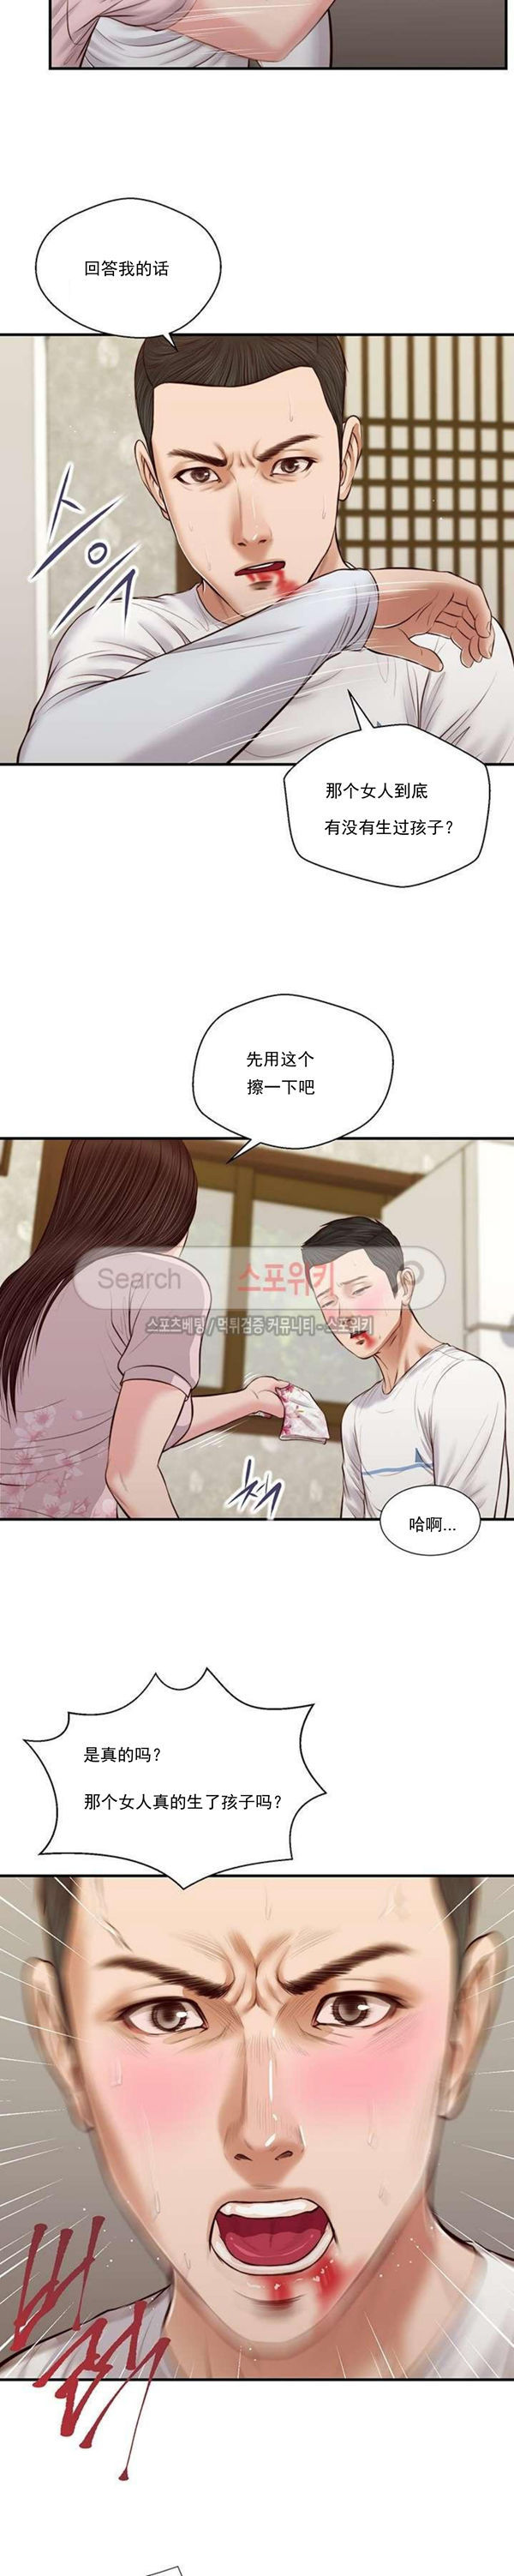 回答我的话
스으
那个女人到底
有没有生过孩子?
先用这个
擦一下吧
Search 스포위키
스포츠베팅 / 먹튀검증 커뮤니티 - 스포위키
슥
哈啊...
是真的吗?
那个女人真的生了孩子吗?
버럭